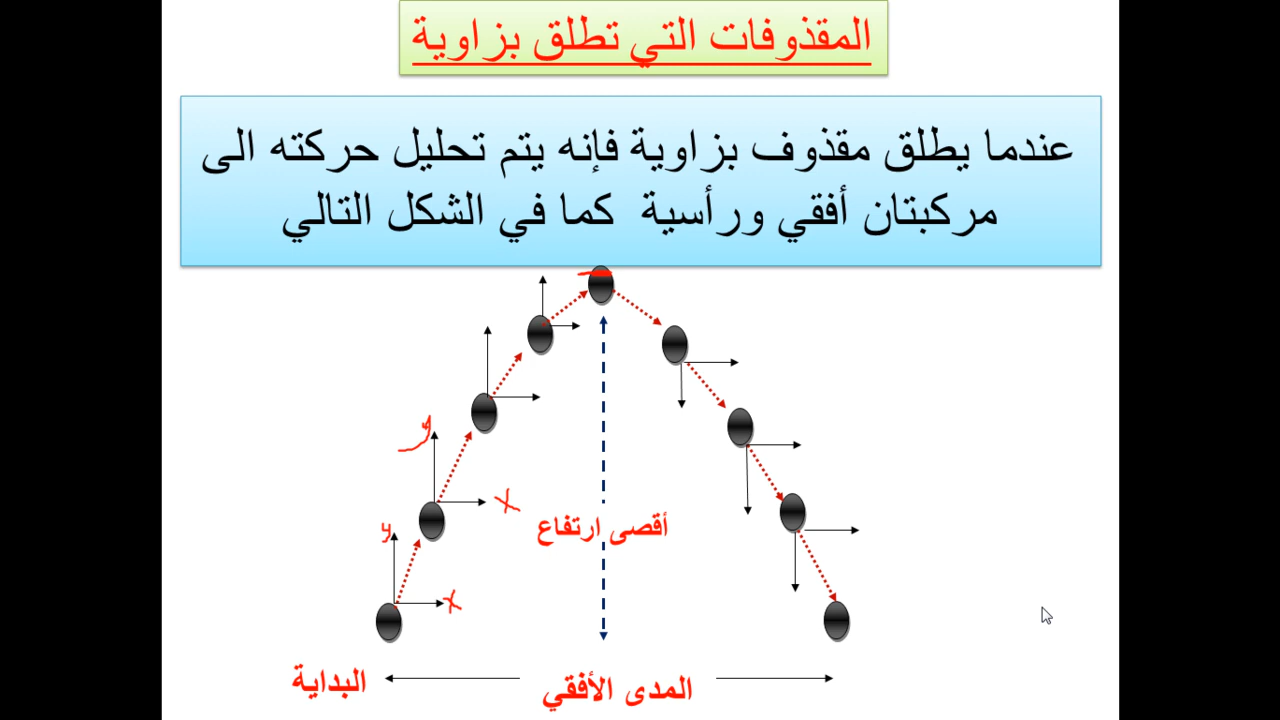 المقذوفات التي تطلق بزاوية
عندما يطلق مقذوف بزاوية فإنه يتم تحليل حركته الى
مركبتان أفقي ورأسية كما في الشكل التالي
y
x
y
x
أقصى ارتفاع
البداية
المدى الأفقي